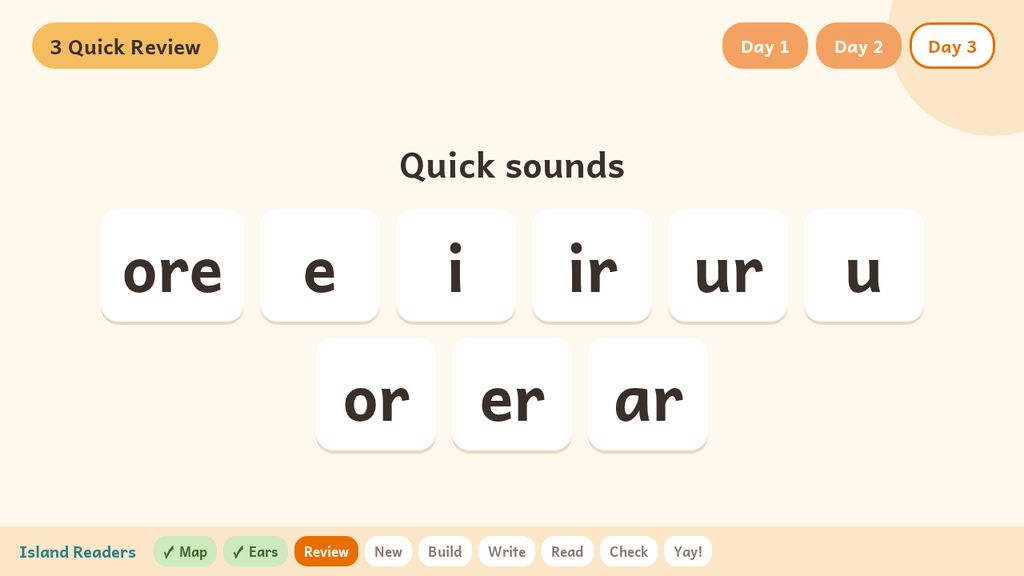 3 Quick Review
Day 1 Day 2 Day 3
Quick sounds
ore e i ir ur u
or er ar
Island Readers ✓ Map ✓ Ears Review New Build Write Read Check Yay!